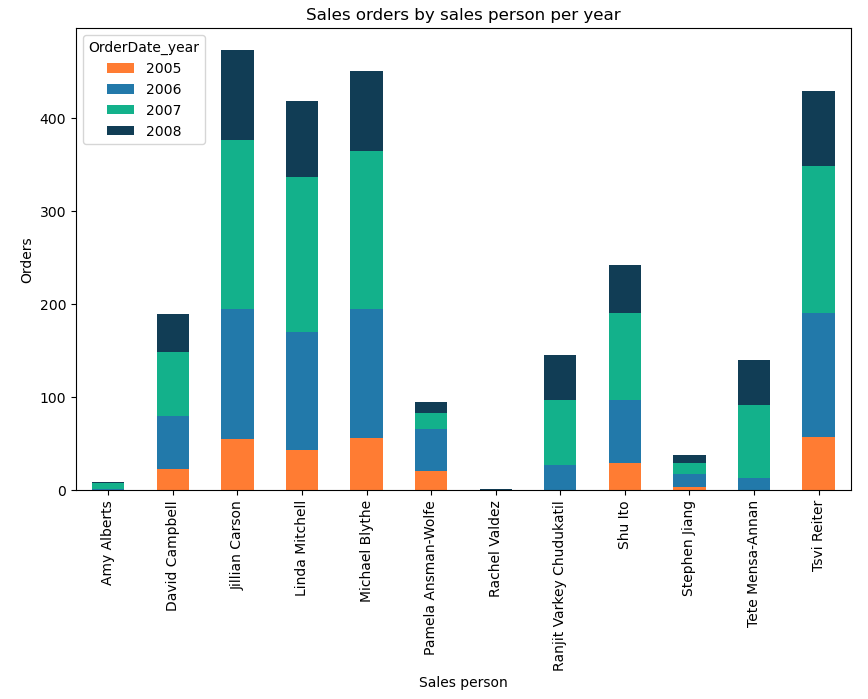 Sales orders by sales person per year
OrderDate_year
2005
2006
2007
2008
Orders
400
300
200
100
0
Amy Alberts
David Campbell
Jillian Carson
Linda Mitchell
Michael Blythe
Pamela Ansman-Wolfe
Rachel Valdez
Ranjit Varkey Chudukatil
Shu Ito
Stephen Jiang
Tete Mensa-Annan
Tsvi Reiter
Sales person